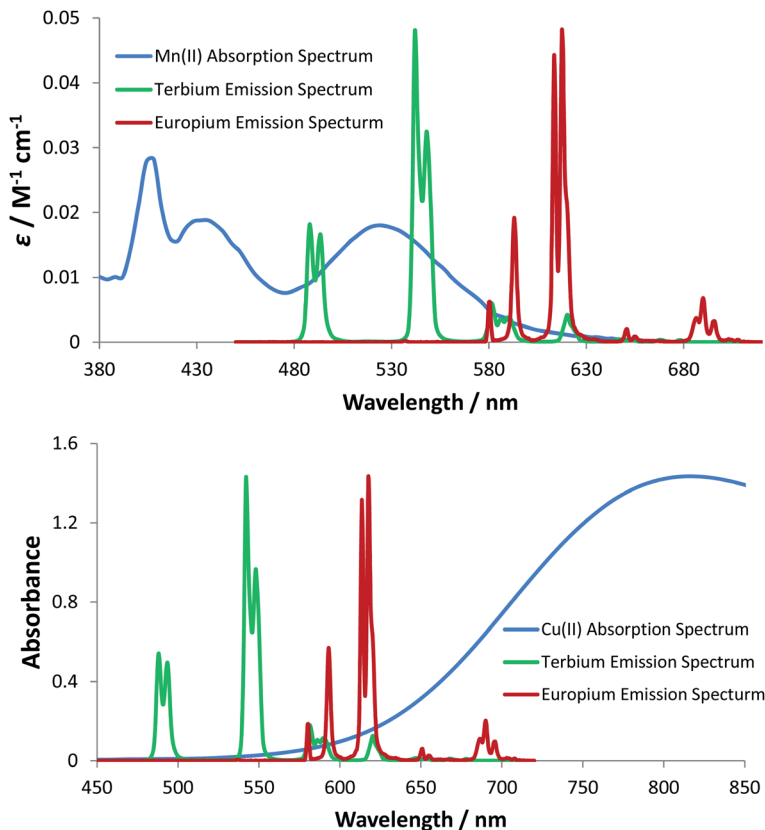 0.05
0.04
0.03
0.02
0.01
0
ε / M-1 cm-1
Mn(II) Absorption Spectrum
Terbium Emission Spectrum
Europium Emission Specturm
380 430 480 530 580 630 680
Wavelength / nm
1.6
1.2
0.8
0.4
0
Absorbance
Cu(II) Absorption Spectrum
Terbium Emission Spectrum
Europium Emission Specturm
450 500 550 600 650 700 750 800 850
Wavelength / nm